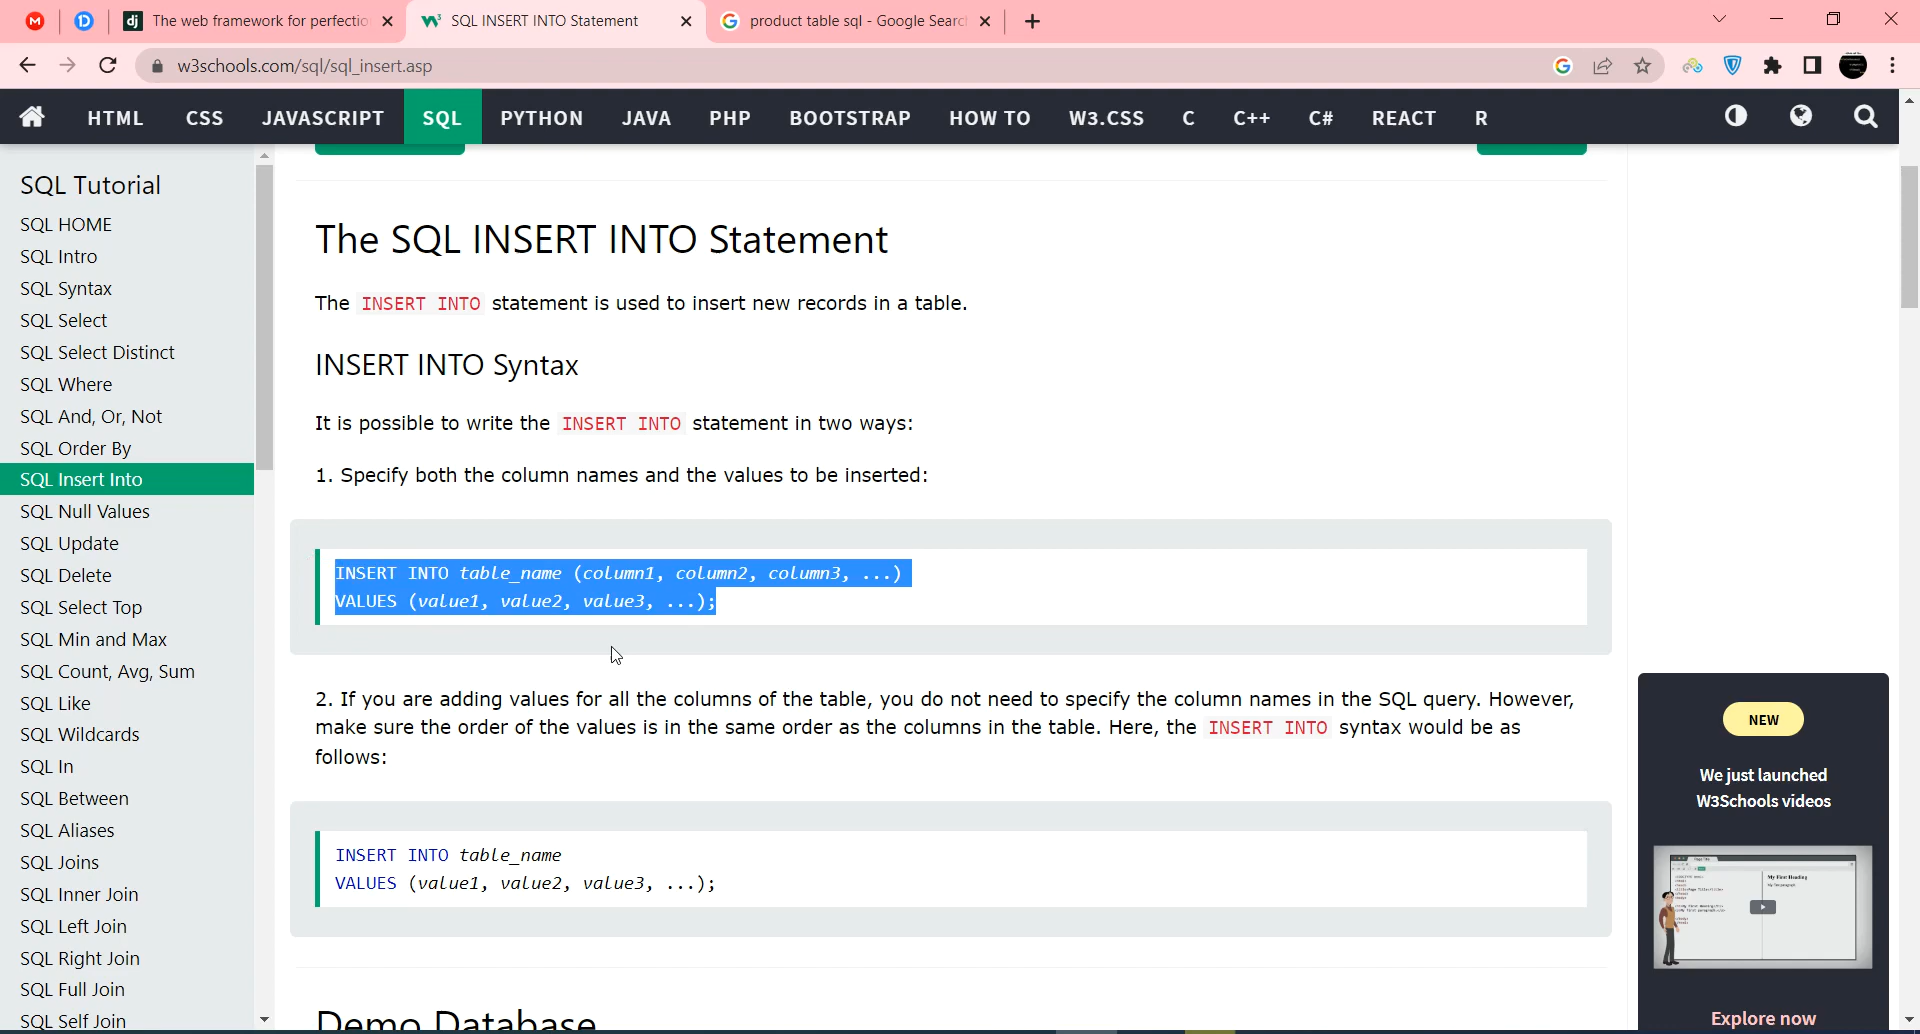 The web framework for perfectio
SQL INSERT INTO Statement
product table sql - Google Searc
w3schools.com/sql/sql_insert.asp
HTML CSS JAVASCRIPT SQL PYTHON JAVA PHP BOOTSTRAP HOW TO W3.CSS C C++ C# REACT R
SQL Tutorial
SQL HOME
SQL Intro
SQL Syntax
SQL Select
SQL Select Distinct
SQL Where
SQL And, Or, Not
SQL Order By
SQL Insert Into
SQL Null Values
SQL Update
SQL Delete
SQL Select Top
SQL Min and Max
SQL Count, Avg, Sum
SQL Like
SQL Wildcards
SQL In
SQL Between
SQL Aliases
SQL Joins
SQL Inner Join
SQL Left Join
SQL Right Join
SQL Full Join
SQL Self Join
The SQL INSERT INTO Statement
The INSERT INTO statement is used to insert new records in a table.
INSERT INTO Syntax
It is possible to write the INSERT INTO statement in two ways:
1. Specify both the column names and the values to be inserted:
INSERT INTO table_name (column1, column2, column3, ...)
VALUES (value1, value2, value3, ...);
2. If you are adding values for all the columns of the table, you do not need to specify the column names in the SQL query. However,
make sure the order of the values is in the same order as the columns in the table. Here, the INSERT INTO syntax would be as
follows:
INSERT INTO table_name
VALUES (value1, value2, value3, ...);
Demo Database
NEW
We just launched
W3Schools videos
My First Heading
Explore now